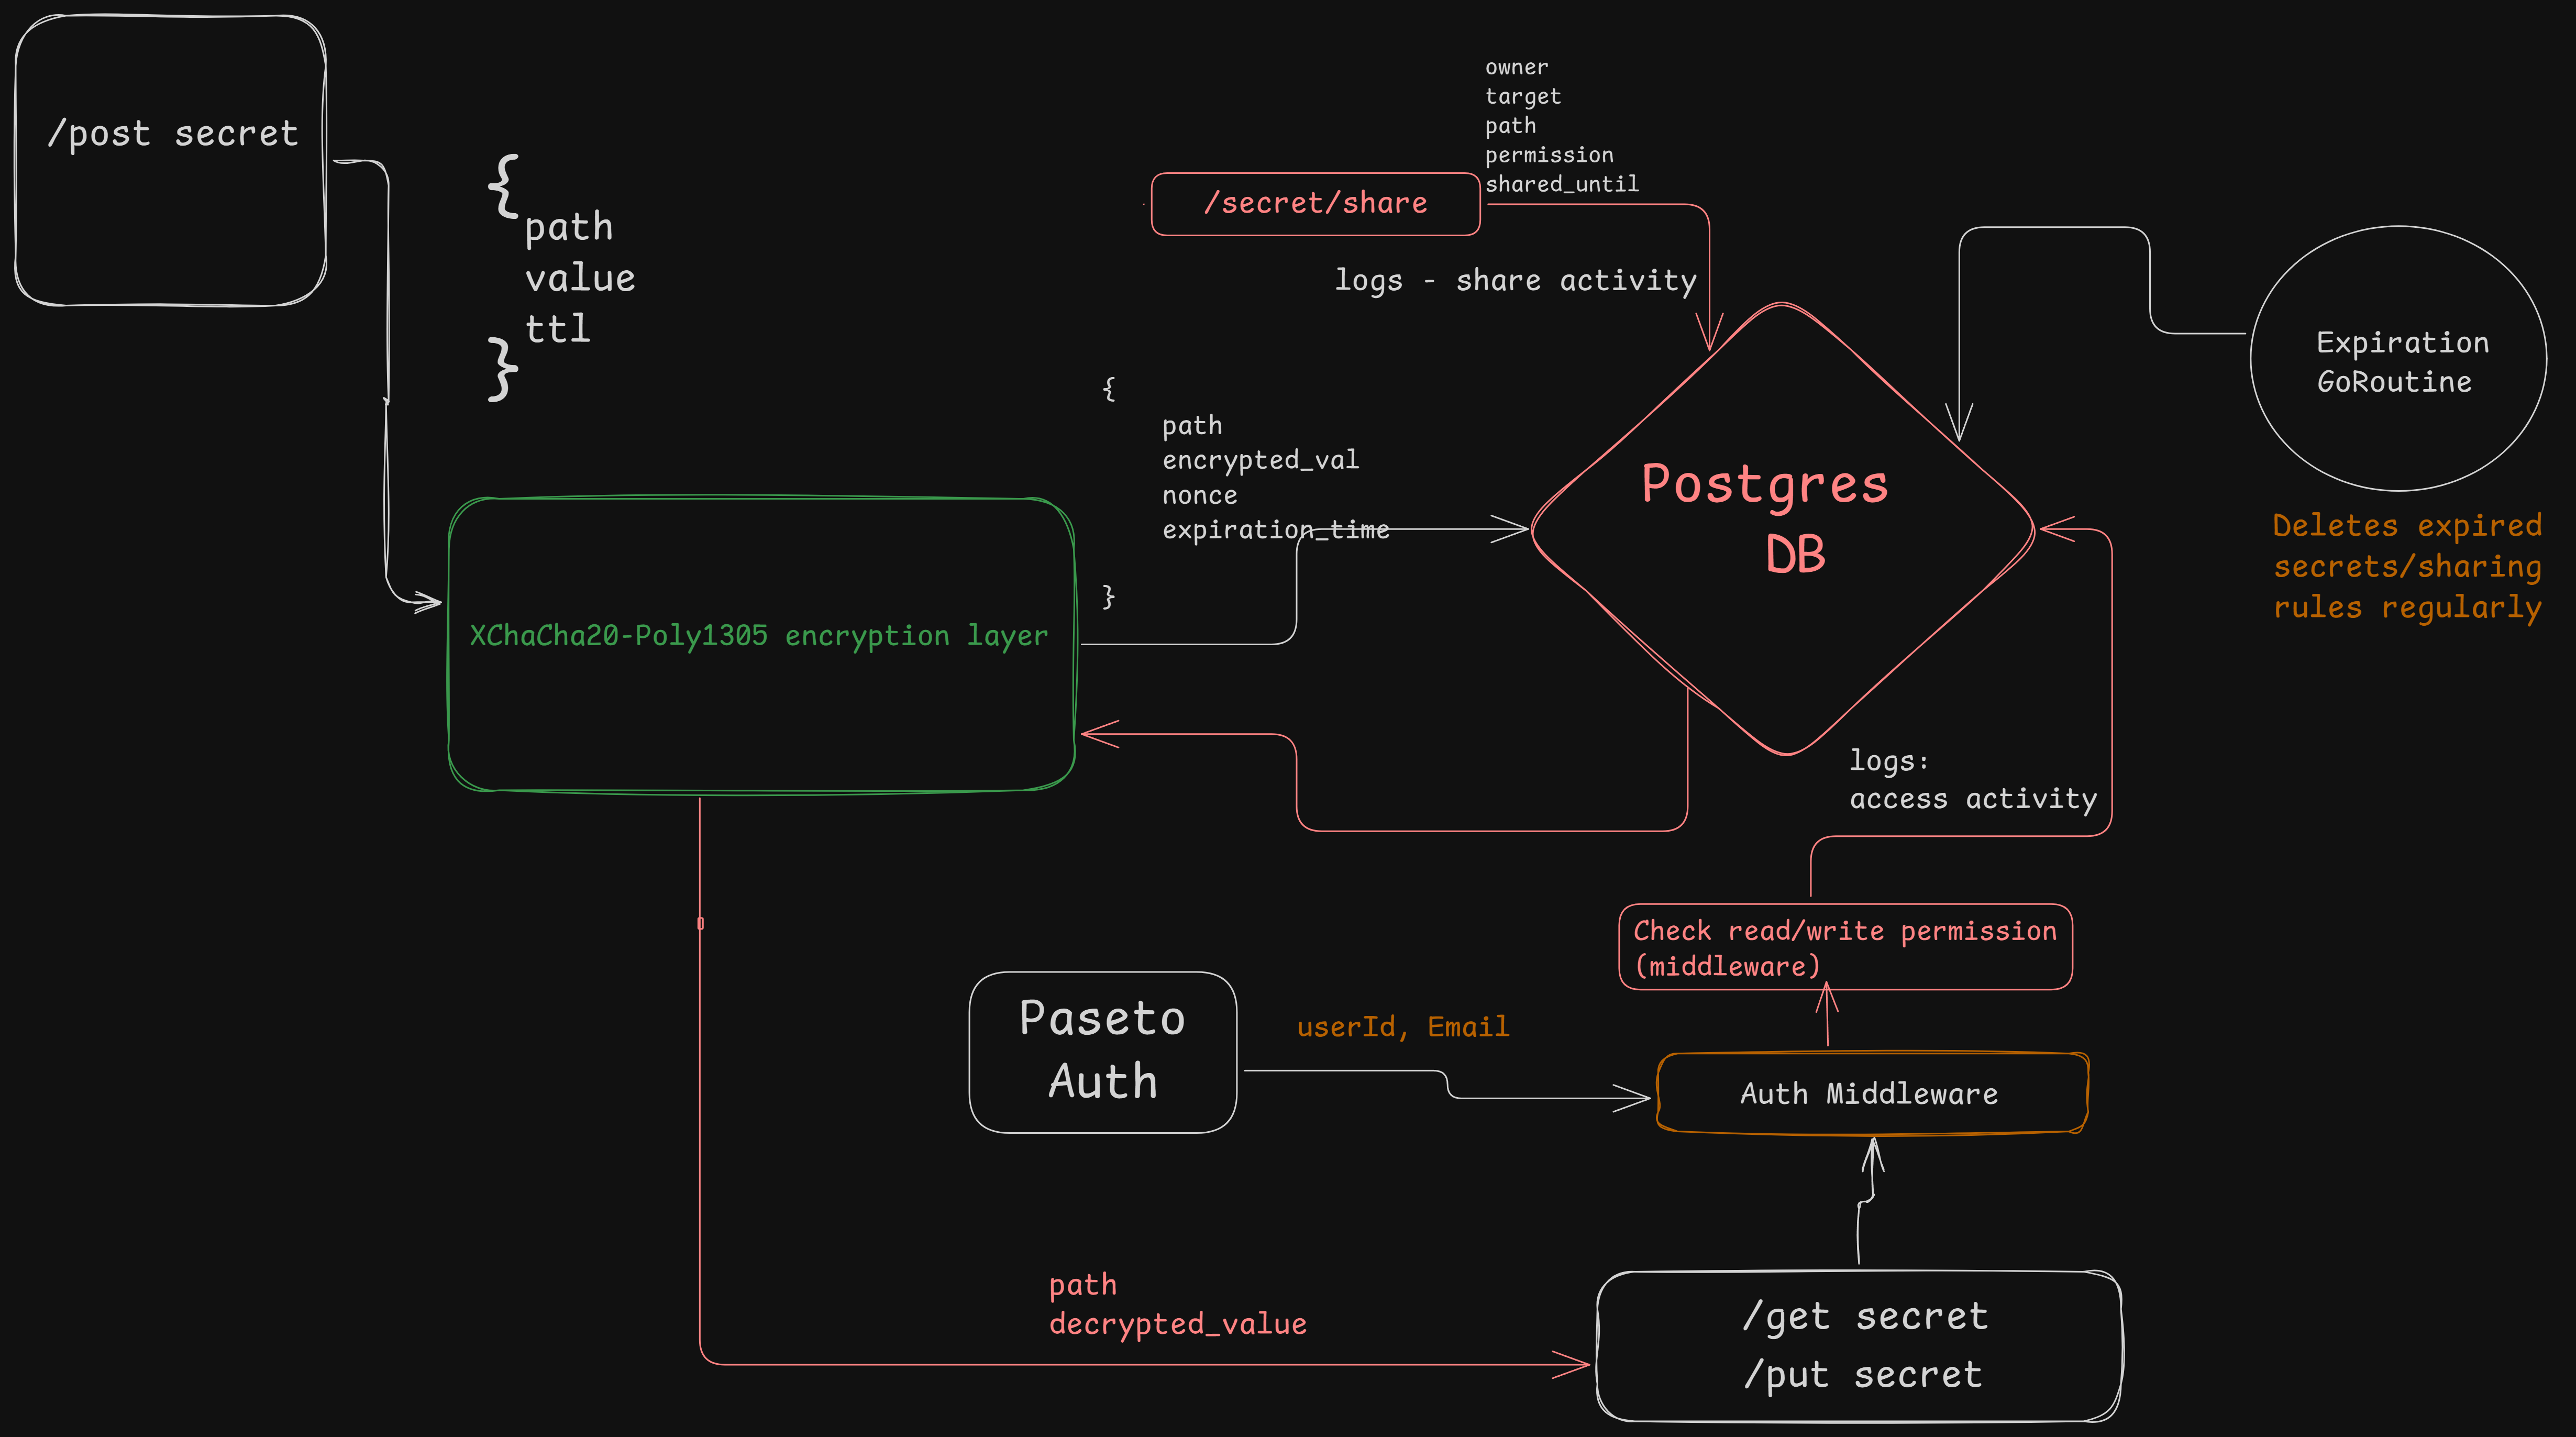 /post secret
{
path
value
ttl
}
owner
target
path
permission
shared_until
/secret/share
logs - share activity
{
path
encrypted_val
nonce
expiration_time
}
XChaCha20-Poly1305 encryption layer
Postgres
DB
Expiration
GoRoutine
Deletes expired
secrets/sharing
rules regularly
logs:
access activity
Check read/write permission
(middleware)
Paseto
Auth
userId, Email
Auth Middleware
path
decrypted_value
/get secret
/put secret